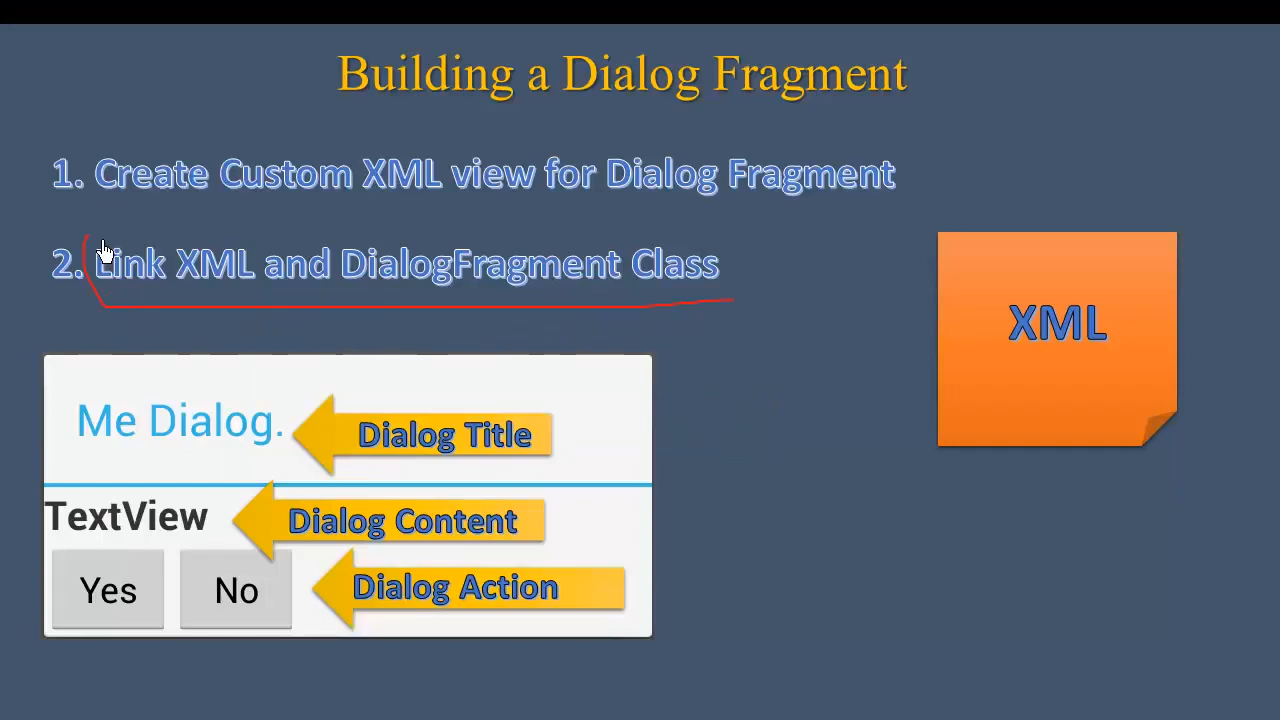 Building a Dialog Fragment
1. Create Custom XML view for Dialog Fragment
2. Link XML and DialogFragment Class
XML
Me Dialog.
Dialog Title
TextView
Dialog Content
Yes
No
Dialog Action